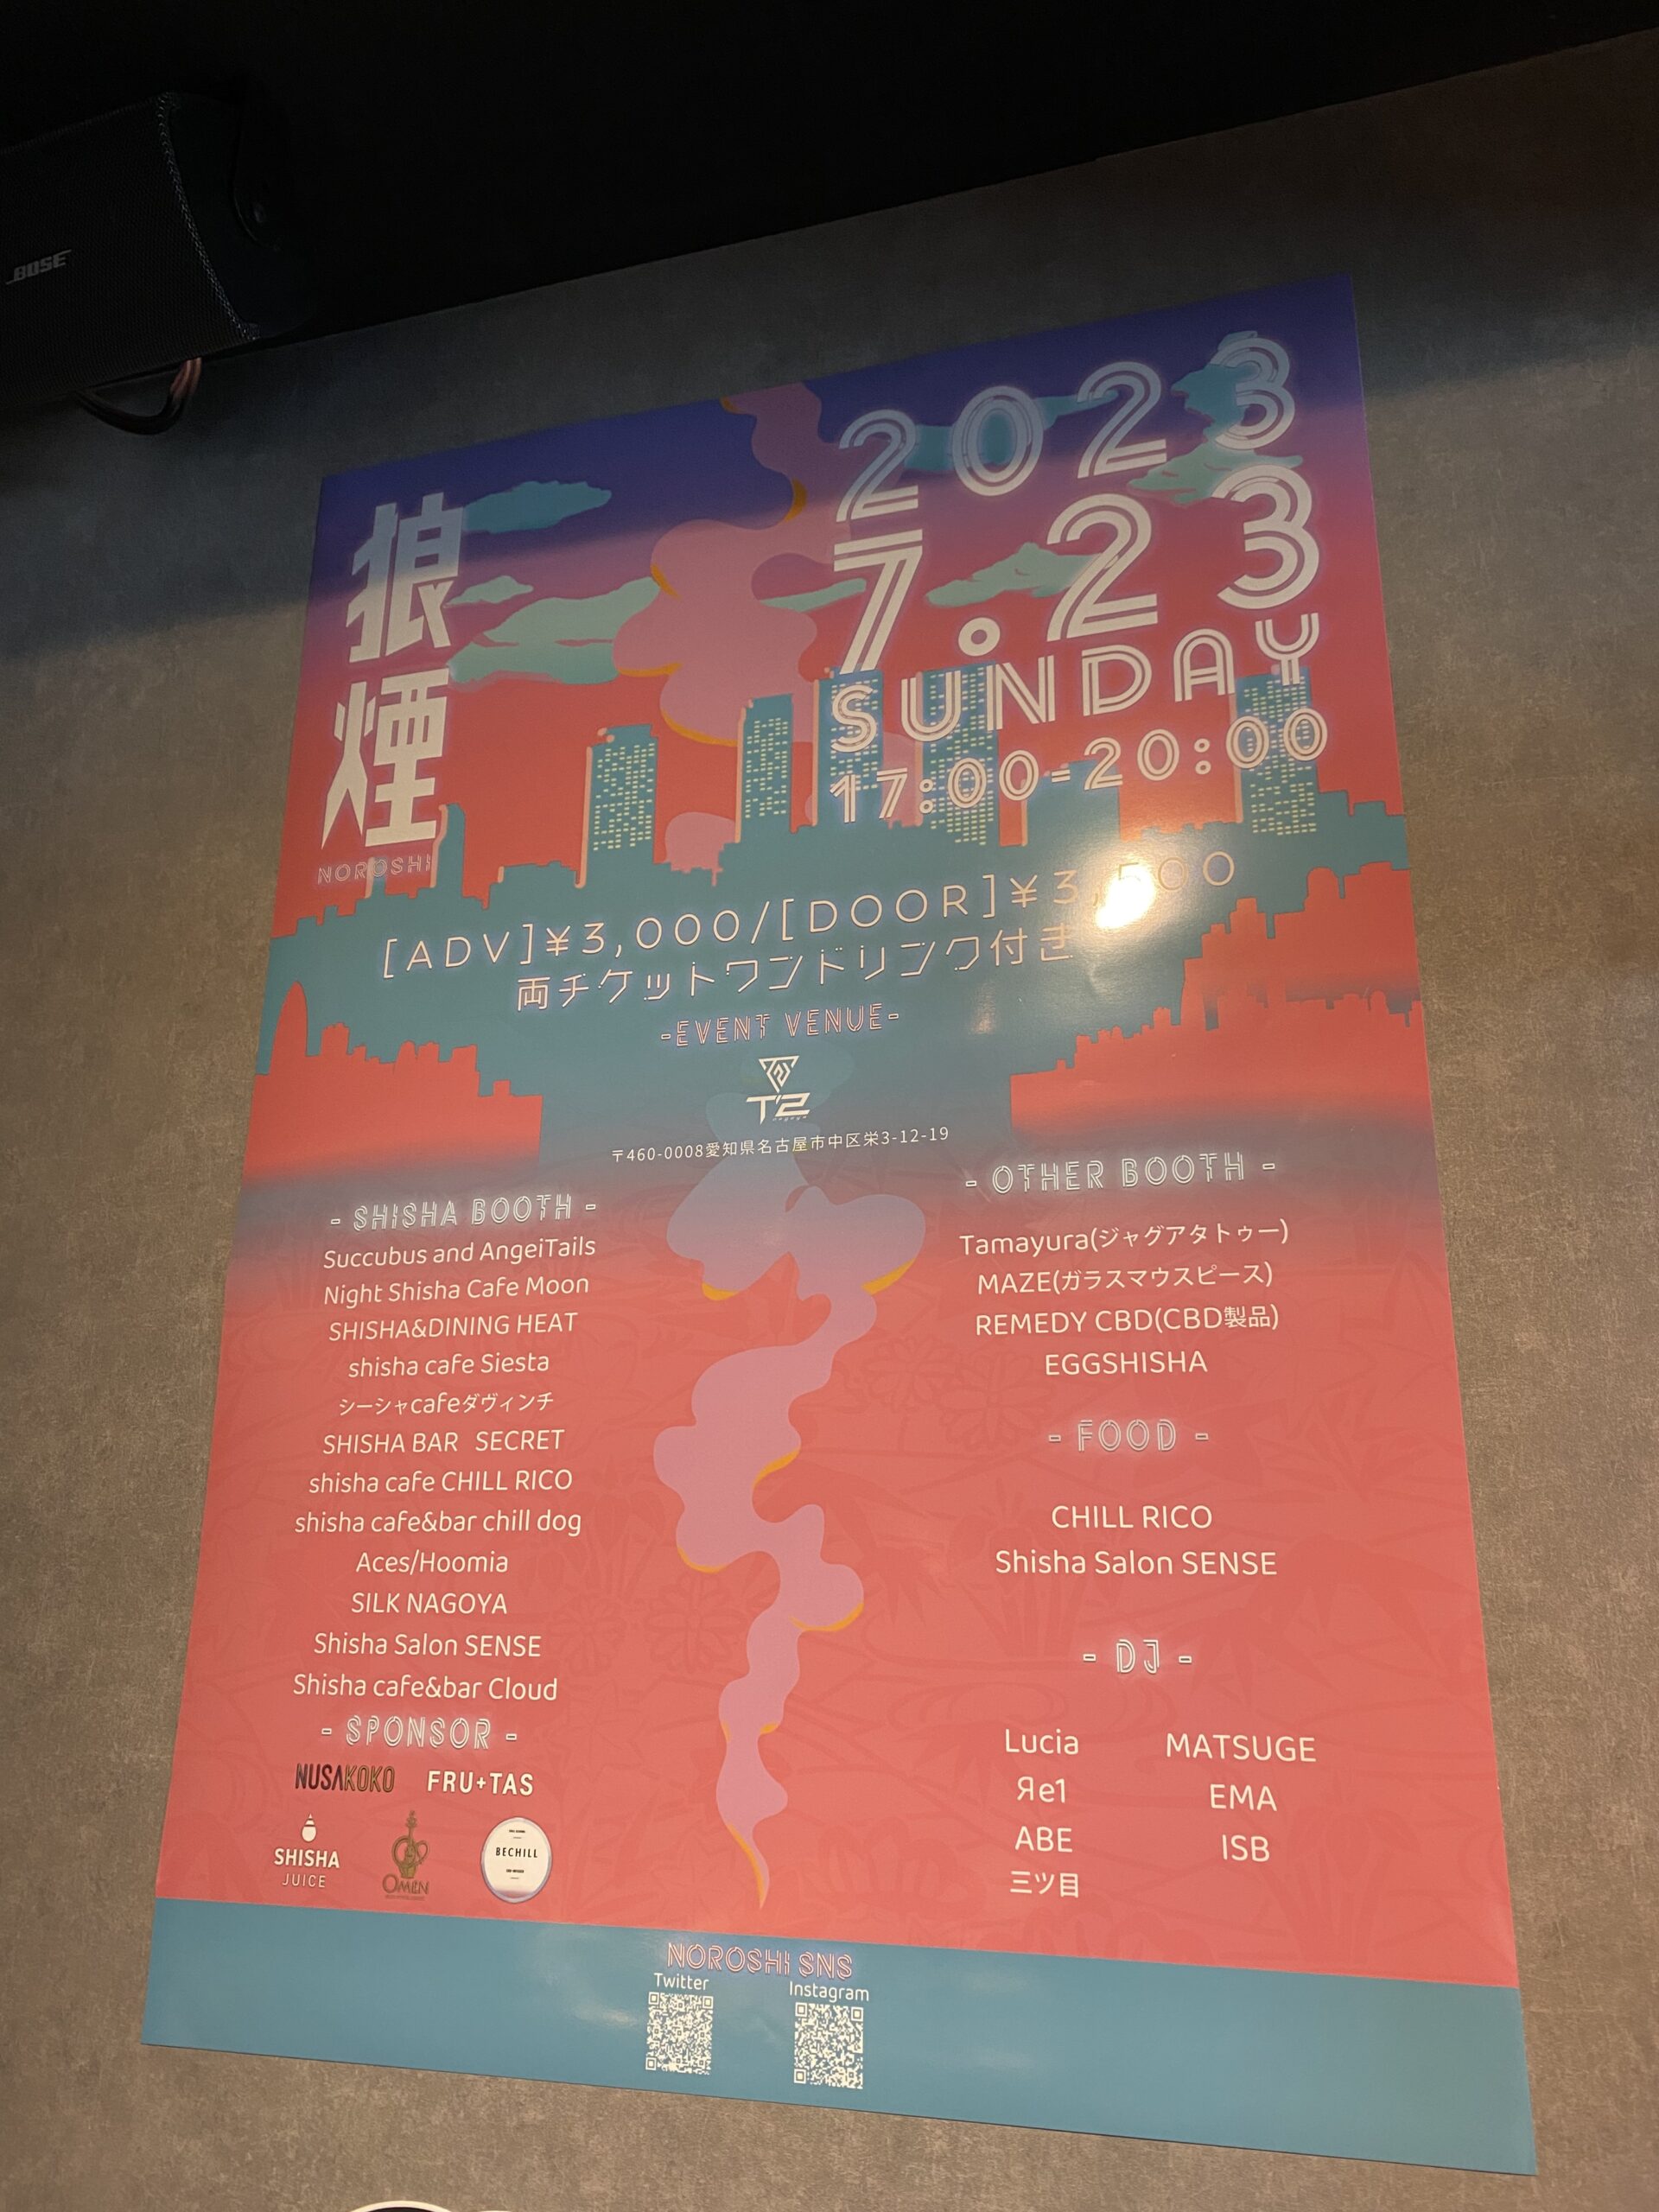 BOSE
2023
7.23
SUNDAY
17:00-20:00
狼煙
NOROSHI
[ADV]¥3,000/[DOOR]¥3,500
両チケットワンドリンク付き
-EVENT VENUE-
T2
〒460-0008愛知県名古屋市中区栄3-12-19
- SHISHA BOOTH -
Succubus and AngeiTails
Night Shisha Cafe Moon
SHISHA&DINING HEAT
shisha cafe Siesta
シーシャcafeダヴィンチ
SHISHA BAR SECRET
shisha cafe CHILL RICO
shisha cafe&bar chill dog
Aces/Hoomia
SILK NAGOYA
Shisha Salon SENSE
Shisha cafe&bar Cloud
- SPONSOR -
NUSAKOKO FRU+TAS
SHISHA
JUICE
OMEN
BECHILL
- OTHER BOOTH -
Tamayura(ジャグアタトゥー)
MAZE(ガラスマウスピース)
REMEDY CBD(CBD製品)
EGGSHISHA
- FOOD -
CHILL RICO
Shisha Salon SENSE
- DJ -
Lucia MATSUGE
Яe1 EMA
ABE ISB
三ツ目
NOROSHI SNS
Twitter Instagram